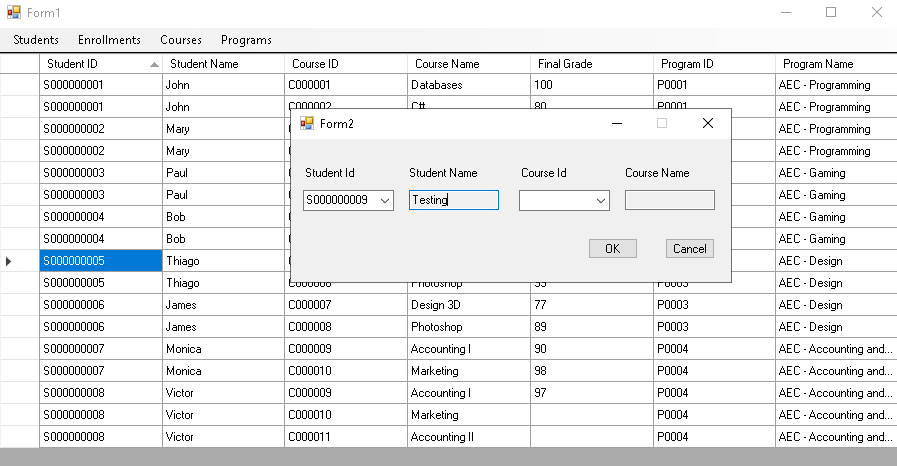 Form1
Students Enrollments Courses Programs
Student ID Student Name Course ID Course Name Final Grade Program ID Program Name
S000000001 John C000001 Databases 100 P0001 AEC - Programming
S000000001 John C000002 C# 80 P0001 AEC - Programming
S000000002 Mary AEC - Programming
S000000002 Mary AEC - Programming
S000000003 Paul AEC - Gaming
S000000003 Paul AEC - Gaming
S000000004 Bob AEC - Gaming
S000000004 Bob AEC - Gaming
S000000005 Thiago AEC - Design
S000000005 Thiago Photoshop P0003 AEC - Design
S000000006 James C000007 Design 3D 77 P0003 AEC - Design
S000000006 James C000008 Photoshop 89 P0003 AEC - Design
S000000007 Monica C000009 Accounting I 90 P0004 AEC - Accounting and...
S000000007 Monica C000010 Marketing 98 P0004 AEC - Accounting and...
S000000008 Victor C000009 Accounting I 97 P0004 AEC - Accounting and...
S000000008 Victor C000010 Marketing P0004 AEC - Accounting and...
S000000008 Victor C000011 Accounting II P0004 AEC - Accounting and...
Form2
Student Id Student Name Course Id Course Name
S000000009 Testing
OK Cancel